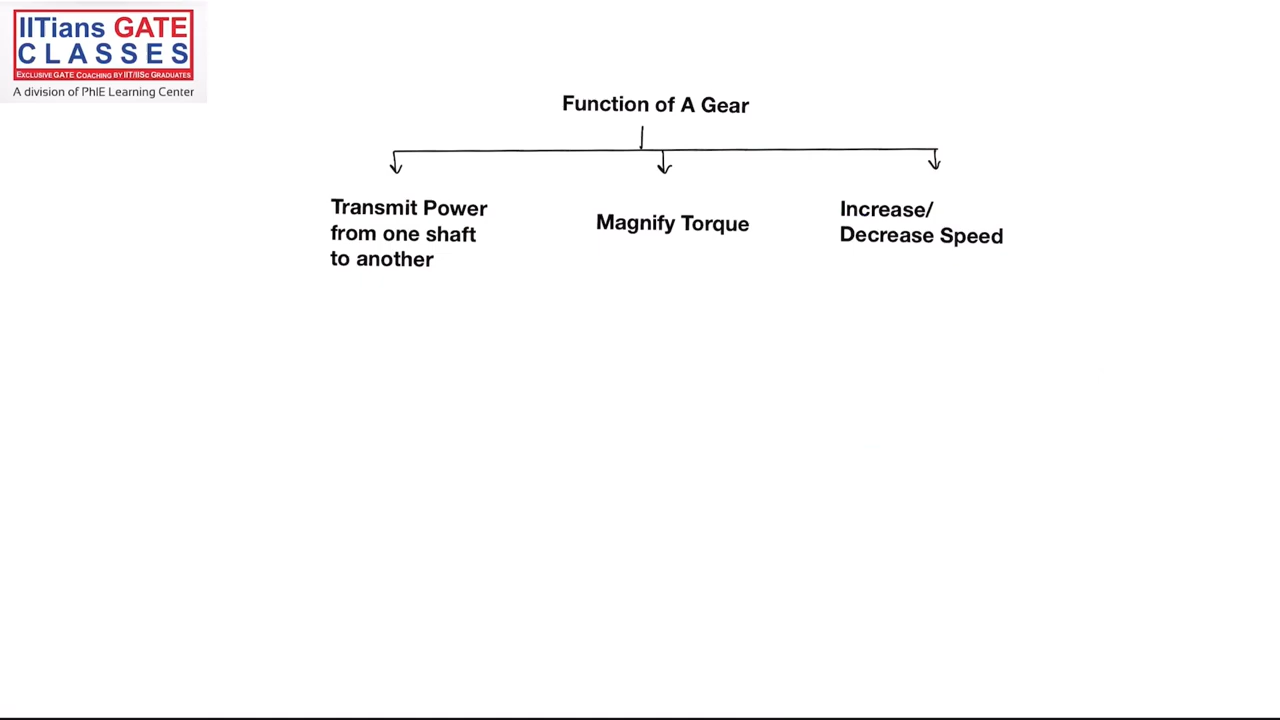 IITians GATE
CLASSES
EXCLUSIVE GATE COACHING BY IIT/IISc GRADUATES
A division of PhIE Learning Center
Function of A Gear
Transmit Power
from one shaft
to another
Magnify Torque
Increase/
Decrease Speed